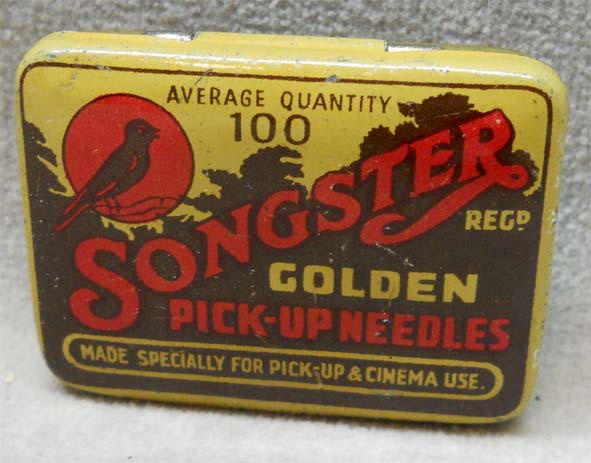 AVERAGE QUANTITY
100
SONGSTER
REGD
GOLDEN
PICK-UP NEEDLES
MADE SPECIALLY FOR PICK-UP & CINEMA USE.